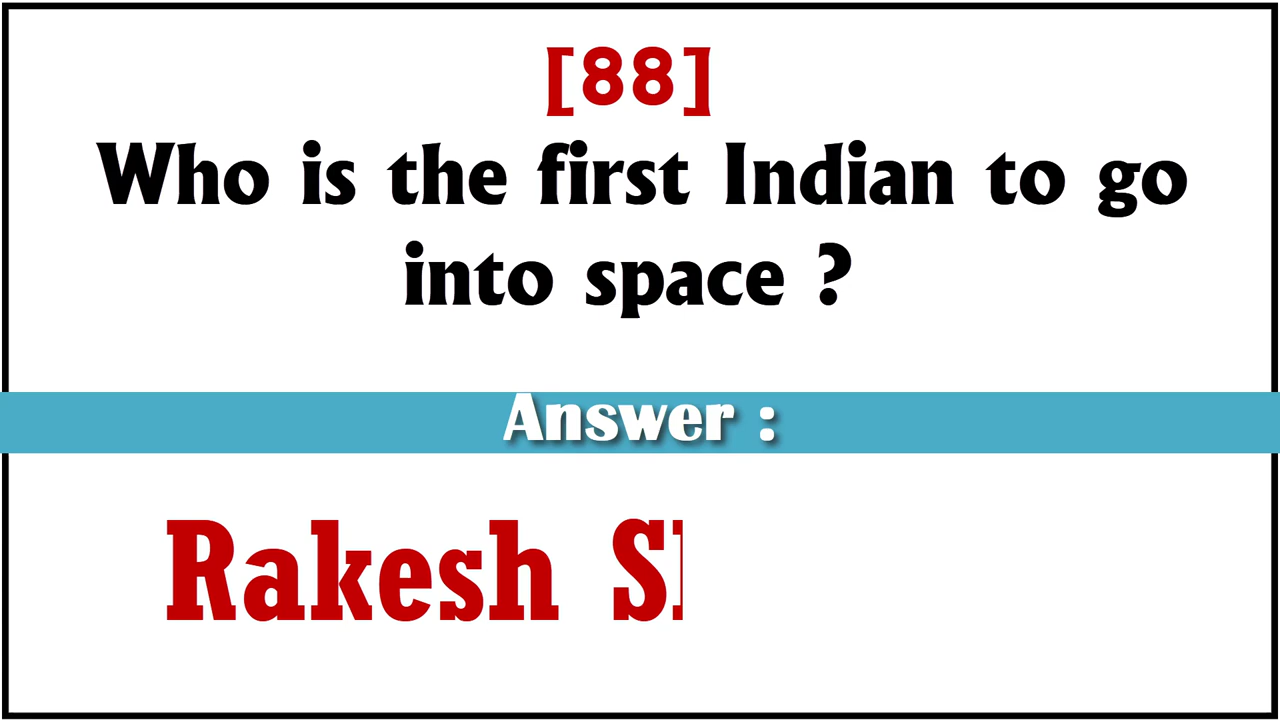 [88]
Who is the first Indian to go
into space ?
Answer :
Rakesh S